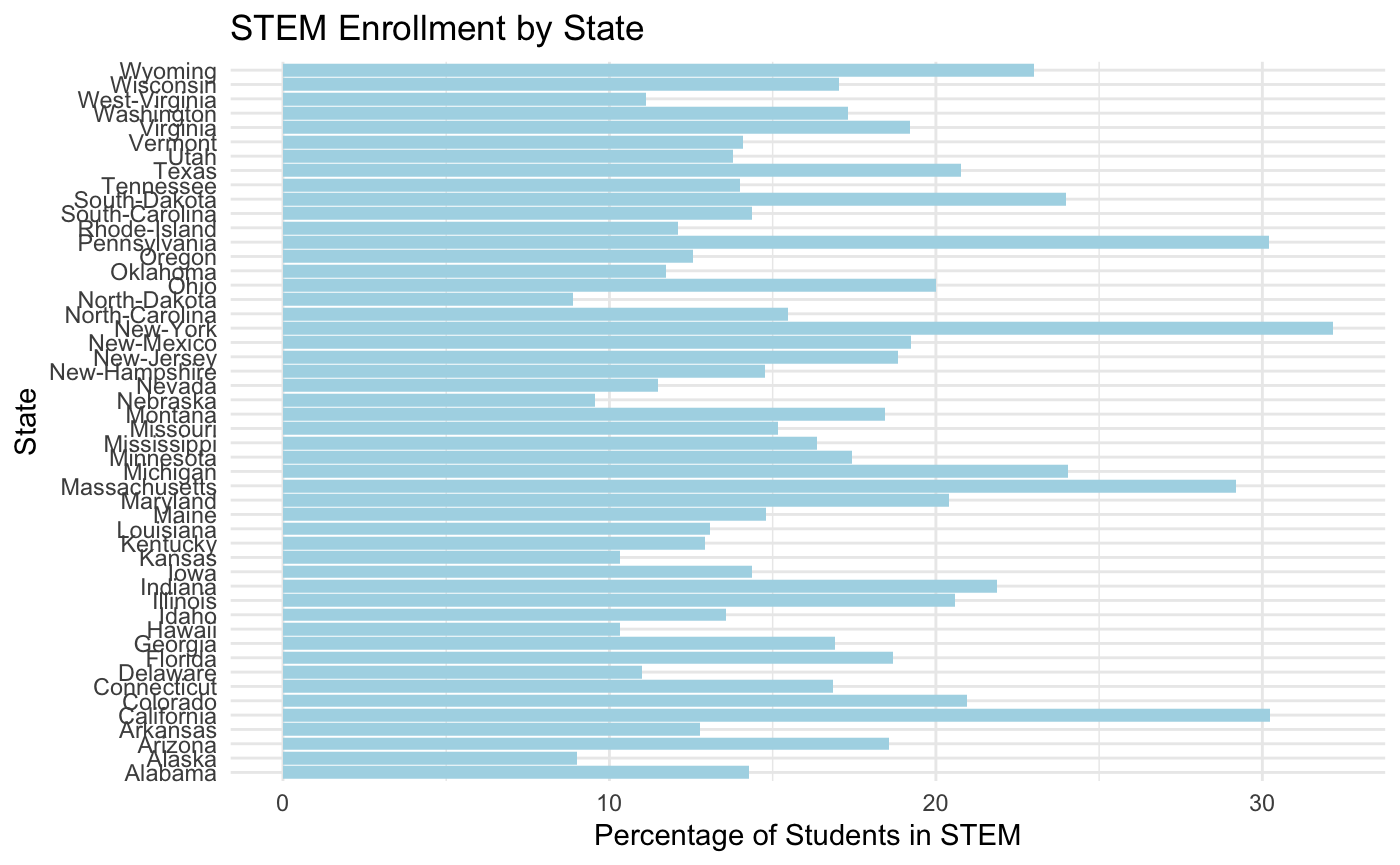 STEM Enrollment by State
Wyoming
Wisconsin
West-Virginia
Washington
Virginia
Vermont
Utah
Texas
Tennessee
South-Dakota
South-Carolina
Rhode-Island
Pennsylvania
Oregon
Oklahoma
Ohio
North-Dakota
North-Carolina
New-York
New-Mexico
New-Jersey
New-Hampshire
Nevada
Nebraska
Montana
Missouri
Mississippi
Minnesota
Michigan
Massachusetts
Maryland
Maine
Louisiana
Kentucky
Kansas
Iowa
Indiana
Illinois
Idaho
Hawaii
Georgia
Florida
Delaware
Connecticut
Colorado
California
Arkansas
Arizona
Alaska
Alabama
State
0 10 20 30
Percentage of Students in STEM